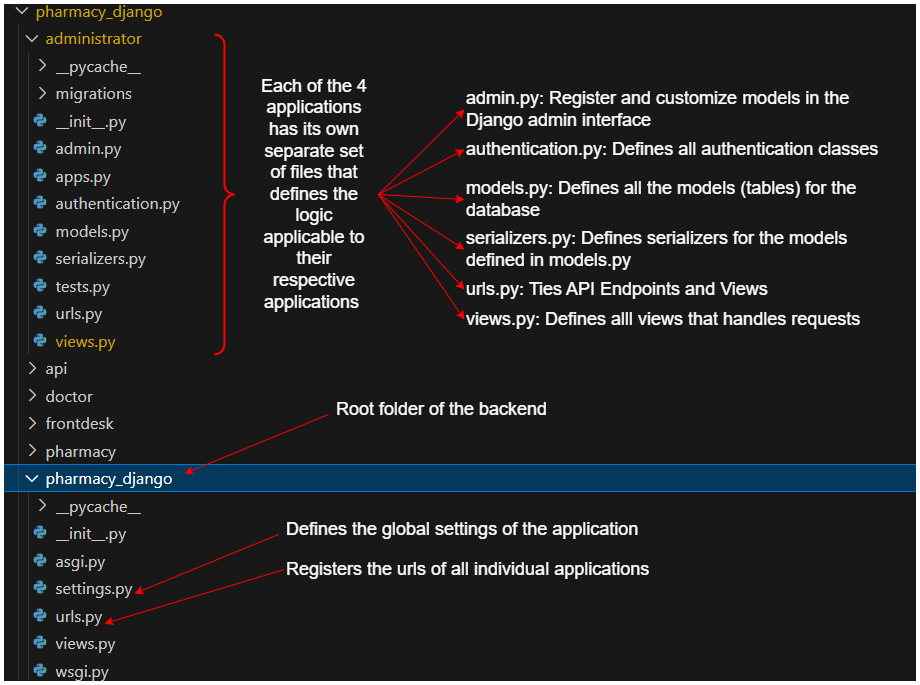 pharmacy_django
administrator
__pycache__
migrations
__init__.py
admin.py
apps.py
authentication.py
models.py
serializers.py
tests.py
urls.py
views.py
api
doctor
frontdesk
pharmacy
pharmacy_django
__pycache__
__init__.py
asgi.py
settings.py
urls.py
views.py
wsgi.py
Each of the 4
applications
has its own
separate set
of files that
defines the
logic
applicable to
their
respective
applications
admin.py: Register and customize models in the
Django admin interface
authentication.py: Defines all authentication classes
models.py: Defines all the models (tables) for the
database
serializers.py: Defines serializers for the models
defined in models.py
urls.py: Ties API Endpoints and Views
views.py: Defines alll views that handles requests
Root folder of the backend
Defines the global settings of the application
Registers the urls of all individual applications